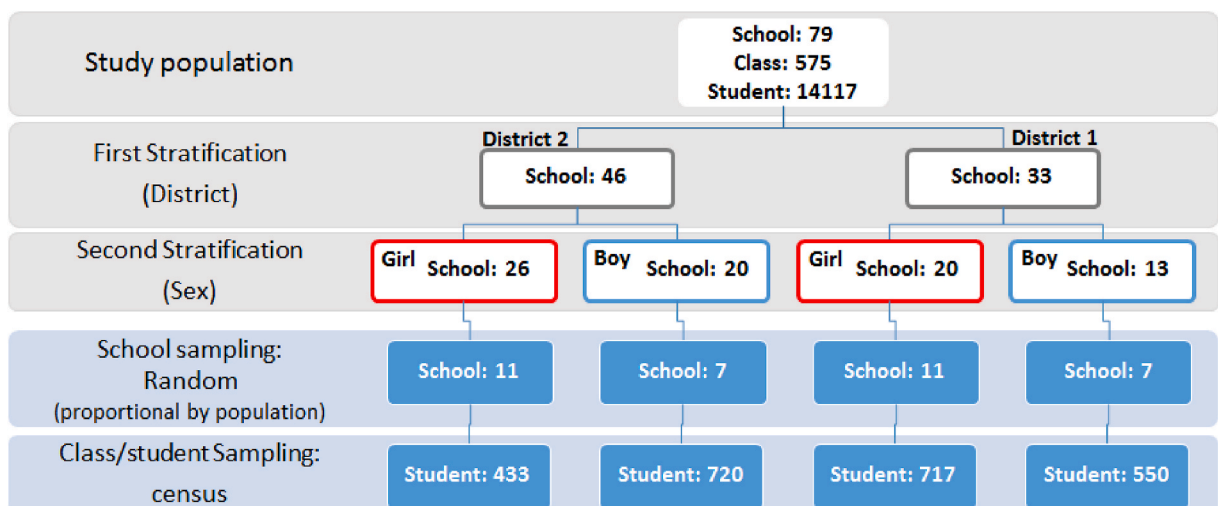 Study population
School: 79
Class: 575
Student: 14117
First Stratification
(District)
District 2
School: 46
District 1
School: 33
Second Stratification
(Sex)
Girl School: 26
Boy School: 20
Girl School: 20
Boy School: 13
School sampling:
Random
(proportional by population)
School: 11
School: 7
School: 11
School: 7
Class/student Sampling:
census
Student: 433
Student: 720
Student: 717
Student: 550